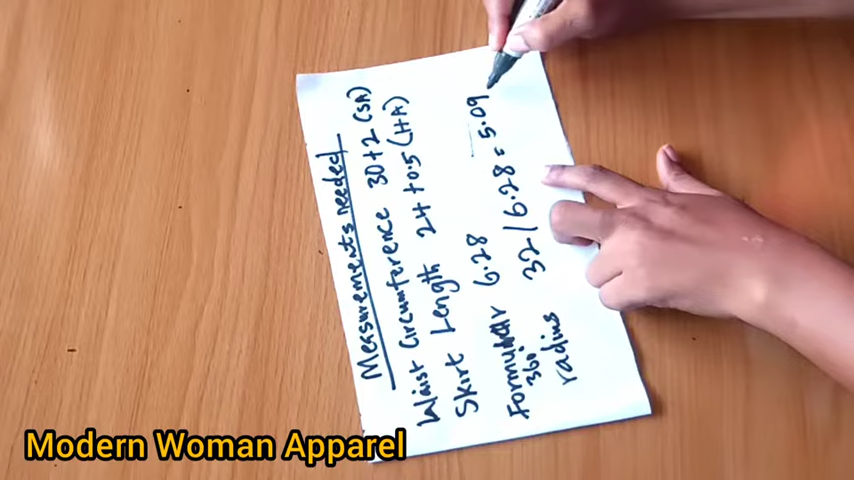 Measurements needed
Waist Circumference 30+2 (SA)
Skirt Length 24+0.5 (HA)
360° 6.28
radius 32/6.28 = 5.09
Modern Woman Apparel